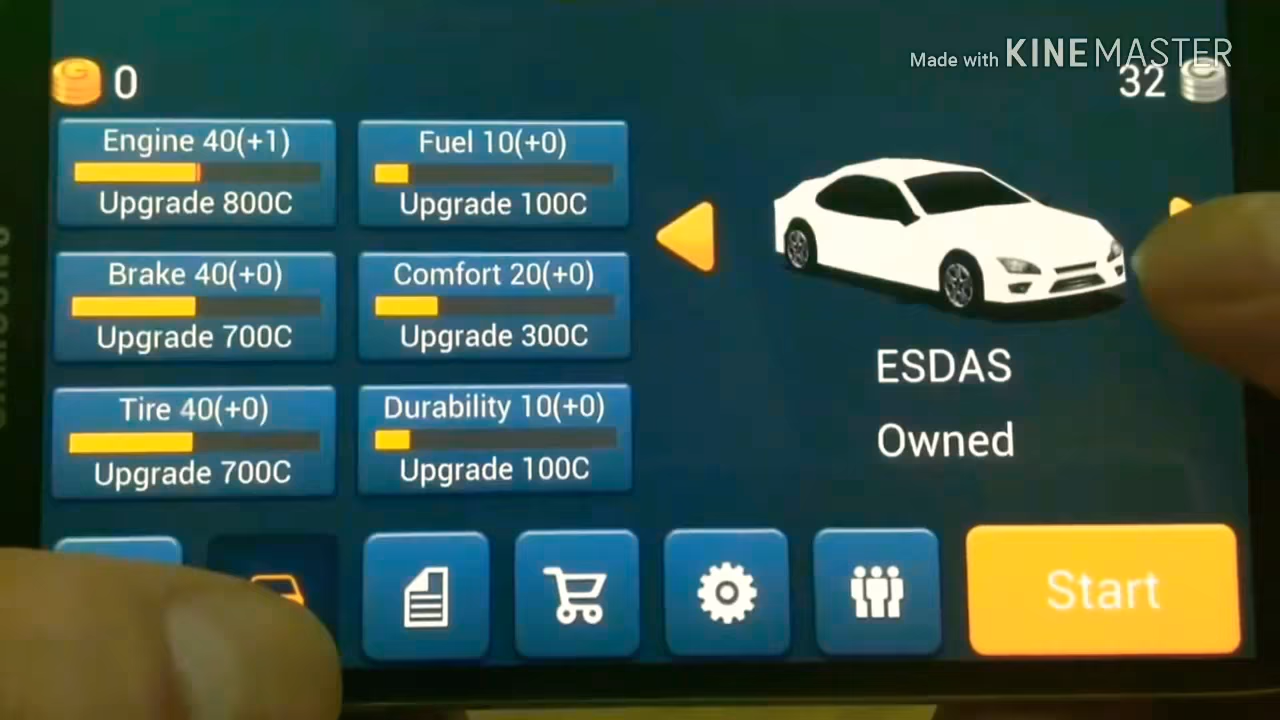 Made with KINEMASTER
0
32
Engine 40(+1)
Upgrade 800C
Fuel 10(+0)
Upgrade 100C
Brake 40(+0)
Upgrade 700C
Comfort 20(+0)
Upgrade 300C
Tire 40(+0)
Upgrade 700C
Durability 10(+0)
Upgrade 100C
ESDAS
Owned
Start